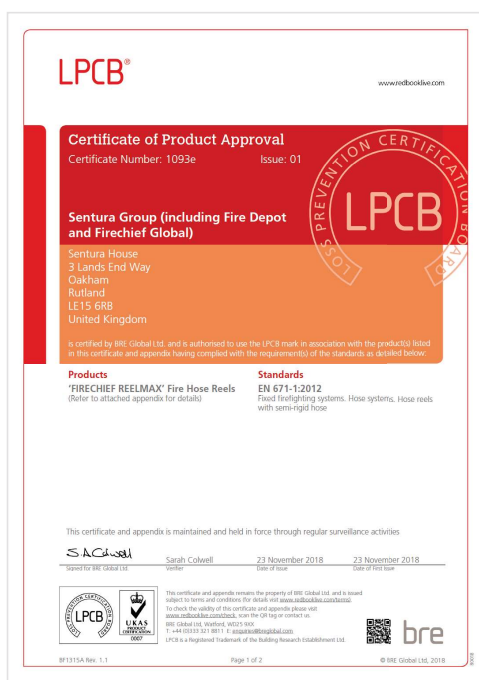 LPCB®
www.redbooklive.com
Certificate of Product Approval
Certificate Number: 1093e Issue: 01
Sentura Group (including Fire Depot
and Firechief Global)
LOSS PREVENTION CERTIFICATION BOARD
LPCB
Sentura House
3 Lands End Way
Oakham
Rutland
LE15 6RB
United Kingdom
is certified by BRE Global Ltd. and is authorised to use the LPCB mark in association with the product(s) listed
in this certificate and appendix having complied with the requirement(s) of the standards as detailed below:
Products
'FIRECHIEF REELMAX' Fire Hose Reels
(Refer to attached appendix for details)
Standards
EN 671-1:2012
Fixed firefighting systems. Hose systems. Hose reels
with semi-rigid hose
This certificate and appendix is maintained and held in force through regular surveillance activities
S.A.Colwell
Sarah Colwell 23 November 2018 23 November 2018
Signed for BRE Global Ltd. Verifier Date of Issue Date of First Issue
LOSS PREVENTION CERTIFICATION BOARD
LPCB
UKAS
PRODUCT
CERTIFICATION
0007
This certificate and appendix remains the property of BRE Global Ltd. and is issued
subject to terms and conditions (for details visit www.redbooklive.com/terms).
To check the validity of this certificate and appendix please visit
www.redbooklive.com/check, scan the QR tag or contact us.
BRE Global Ltd, Watford, WD25 9XX
T: +44 (0)333 321 8811 E: enquiries@breglobal.com
LPCB is a Registered Trademark of the Building Research Establishment Ltd.
bre
BF1315A Rev. 1.1 Page 1 of 2 © BRE Global Ltd, 2018